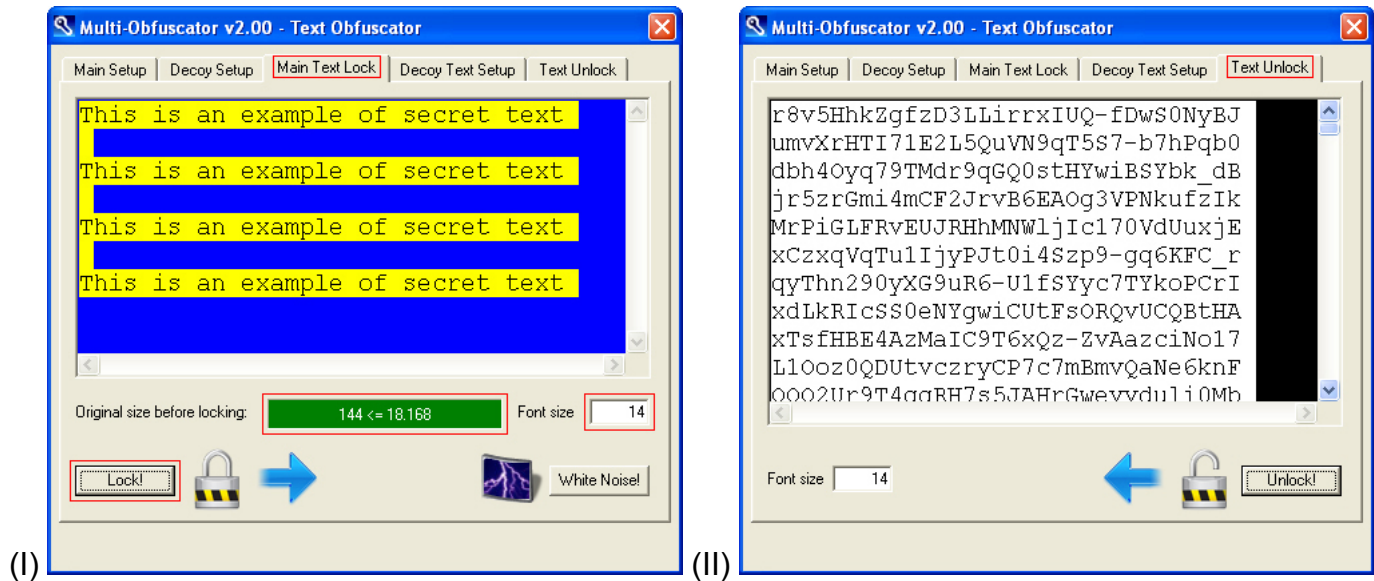 Multi-Obfuscator v2.00 - Text Obfuscator
Main Setup Decoy Setup Main Text Lock Decoy Text Setup Text Unlock
This is an example of secret text
This is an example of secret text
This is an example of secret text
This is an example of secret text
Original size before locking: 144 <= 18.168 Font size 14
Lock! White Noise!
(I)
Multi-Obfuscator v2.00 - Text Obfuscator
Main Setup Decoy Setup Main Text Lock Decoy Text Setup Text Unlock
r8v5HhkZgfzD3LLirrxIUQ-fDwS0NyBJ
umvXrHTI71E2L5QuVN9qT5S7-b7hPqb0
dbh4Oyq79TMdr9qGQ0stHYwiBSYbk_dB
jr5zrGmi4mCF2JrvB6EAOg3VPNkufzIk
MrPiGLFRvEUJRHhMNWljIc170VdUuxjE
xCzxqVqTu1IjyPJt0i4Szp9-gq6KFC_r
qyThn290yXG9uR6-U1fSYyc7TYkoPCrI
xdLkRIcSS0eNYgwiCUtFsORQvUCQBtHA
xTsfHBE4AzMaIC9T6xQz-ZvAazciNo17
L1Ooz0QDUtvczryCP7c7mBmvQaNe6knF
Font size 14
Unlock!
(II)